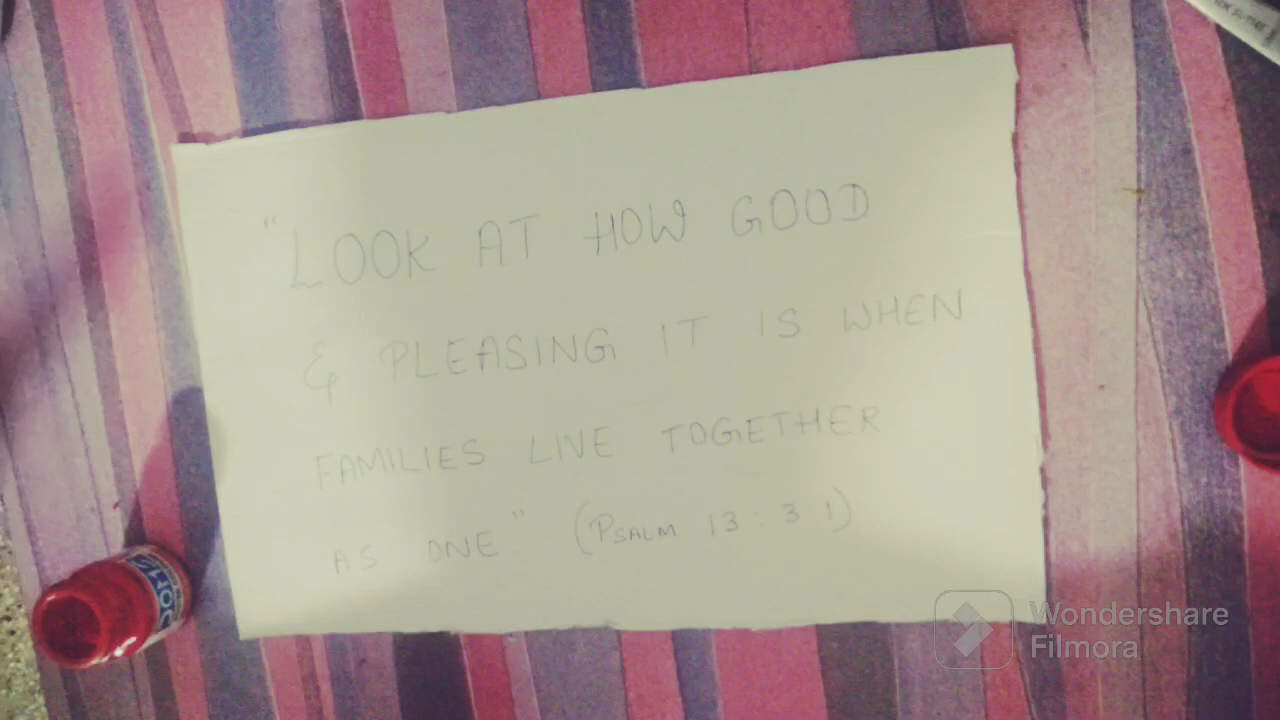 "LOOK AT HOW GOOD
& PLEASING IT IS WHEN
FAMILIES LIVE TOGETHER
AS ONE" (PSALM 13:3 1)
DOMS
Wondershare
Filmora